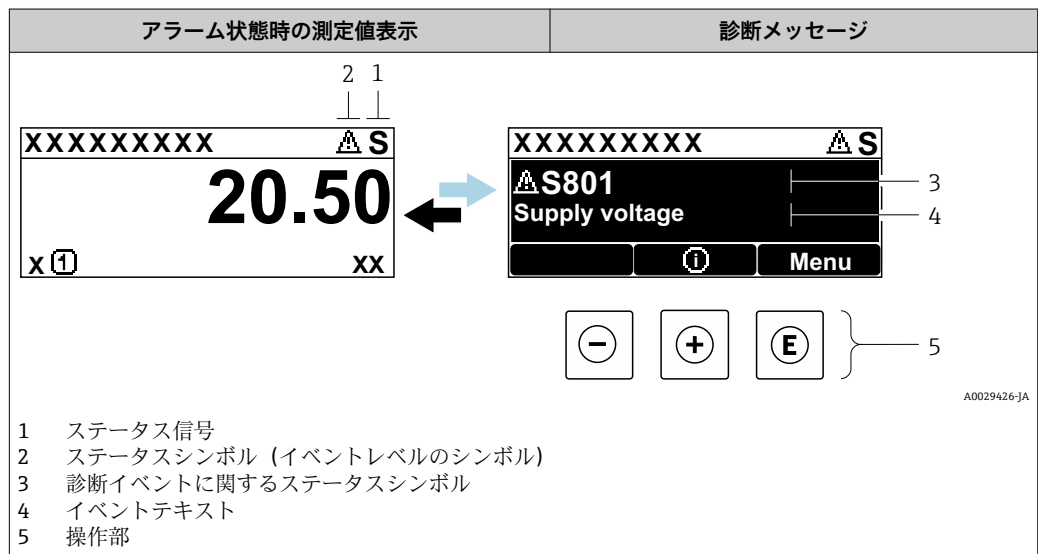 アラーム状態時の測定値表示 診断メッセージ
2 1
XXXXXXXXX ⚠ S XXXXXXXXX ⚠ S
20.50
⚠S801 3
Supply voltage 4
X ① XX
ⓘ Menu
− + E 5
A0029426-JA
1 ステータス信号
2 ステータスシンボル (イベントレベルのシンボル)
3 診断イベントに関するステータスシンボル
4 イベントテキスト
5 操作部